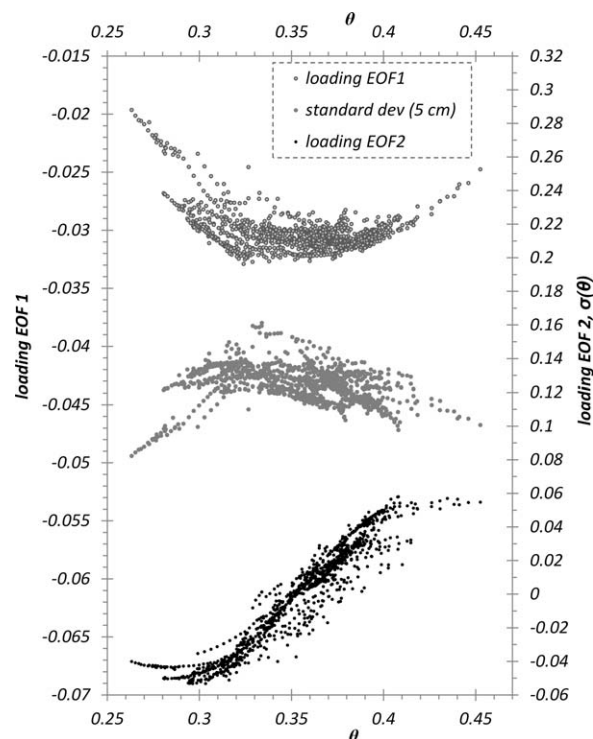 θ
0.25 0.3 0.35 0.4 0.45
-0.015 0.32
0.3
loading EOF1
-0.02 0.28
standard dev (5 cm)
0.26
loading EOF2
-0.025 0.24
0.22
-0.03
0.2
0.18
-0.035
0.16
loading EOF 1
loading EOF 2, σ(θ)
-0.04 0.14
0.12
-0.045
0.1
-0.05 0.08
0.06
-0.055
0.04
0.02
-0.06
0
-0.02
-0.065
-0.04
-0.07 -0.06
0.25 0.3 0.35 0.4 0.45
θ